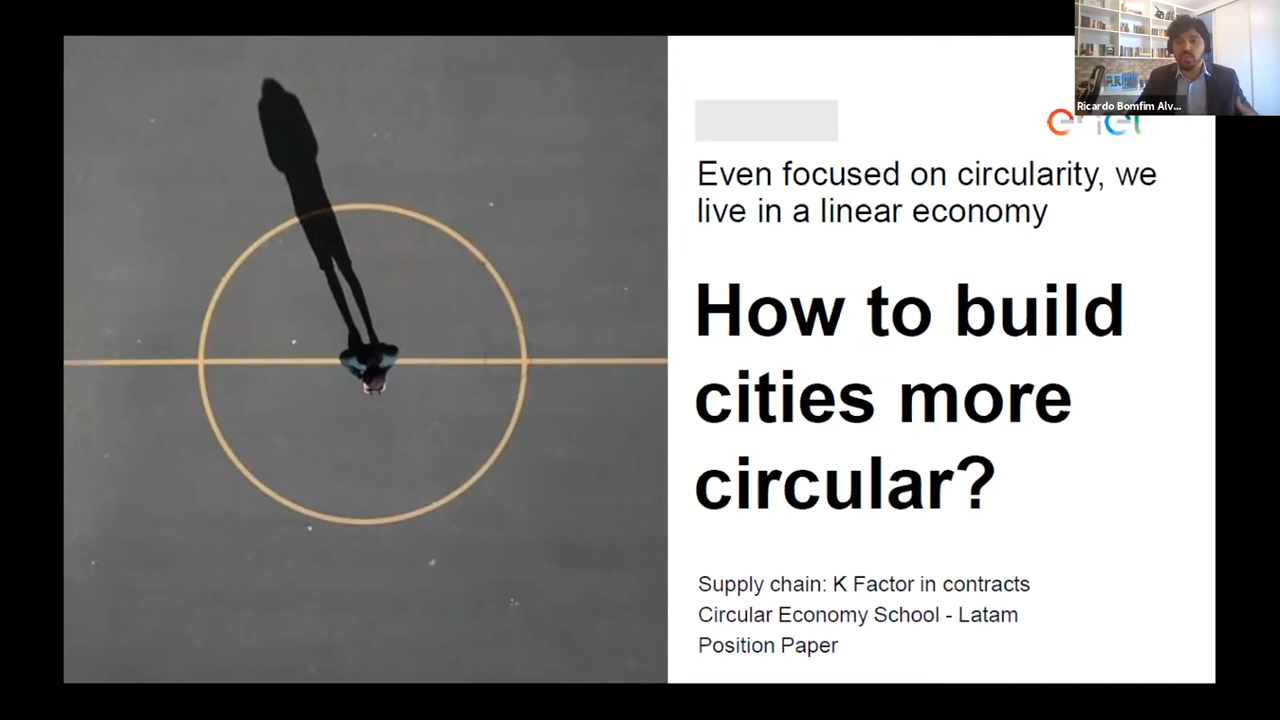 Ricardo Bomfim Alv...
enel
Even focused on circularity, we
live in a linear economy
How to build
cities more
circular?
Supply chain: K Factor in contracts
Circular Economy School - Latam
Position Paper